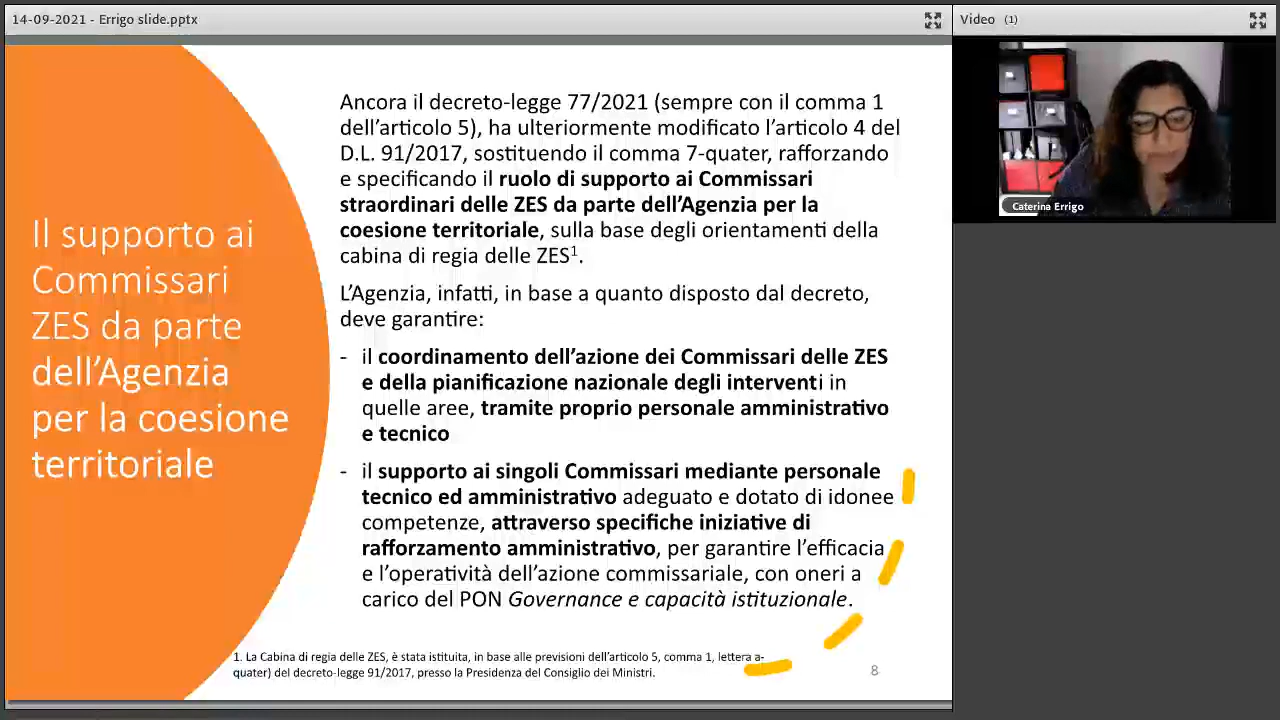 14-09-2021 - Errigo slide.pptx
Video (1)
Caterina Errigo
Il supporto ai
Commissari
ZES da parte
dell’Agenzia
per la coesione
territoriale
Ancora il decreto-legge 77/2021 (sempre con il comma 1
dell’articolo 5), ha ulteriormente modificato l’articolo 4 del
D.L. 91/2017, sostituendo il comma 7-quater, rafforzando
e specificando il ruolo di supporto ai Commissari
straordinari delle ZES da parte dell’Agenzia per la
coesione territoriale, sulla base degli orientamenti della
cabina di regia delle ZES¹.
L’Agenzia, infatti, in base a quanto disposto dal decreto,
deve garantire:
- il coordinamento dell’azione dei Commissari delle ZES
e della pianificazione nazionale degli interventi in
quelle aree, tramite proprio personale amministrativo
e tecnico
- il supporto ai singoli Commissari mediante personale
tecnico ed amministrativo adeguato e dotato di idonee
competenze, attraverso specifiche iniziative di
rafforzamento amministrativo, per garantire l’efficacia
e l’operatività dell’azione commissariale, con oneri a
carico del PON Governance e capacità istituzionale.
1. La Cabina di regia delle ZES, è stata istituita, in base alle previsioni dell’articolo 5, comma 1, lettera a-
quater) del decreto-legge 91/2017, presso la Presidenza del Consiglio dei Ministri.
8